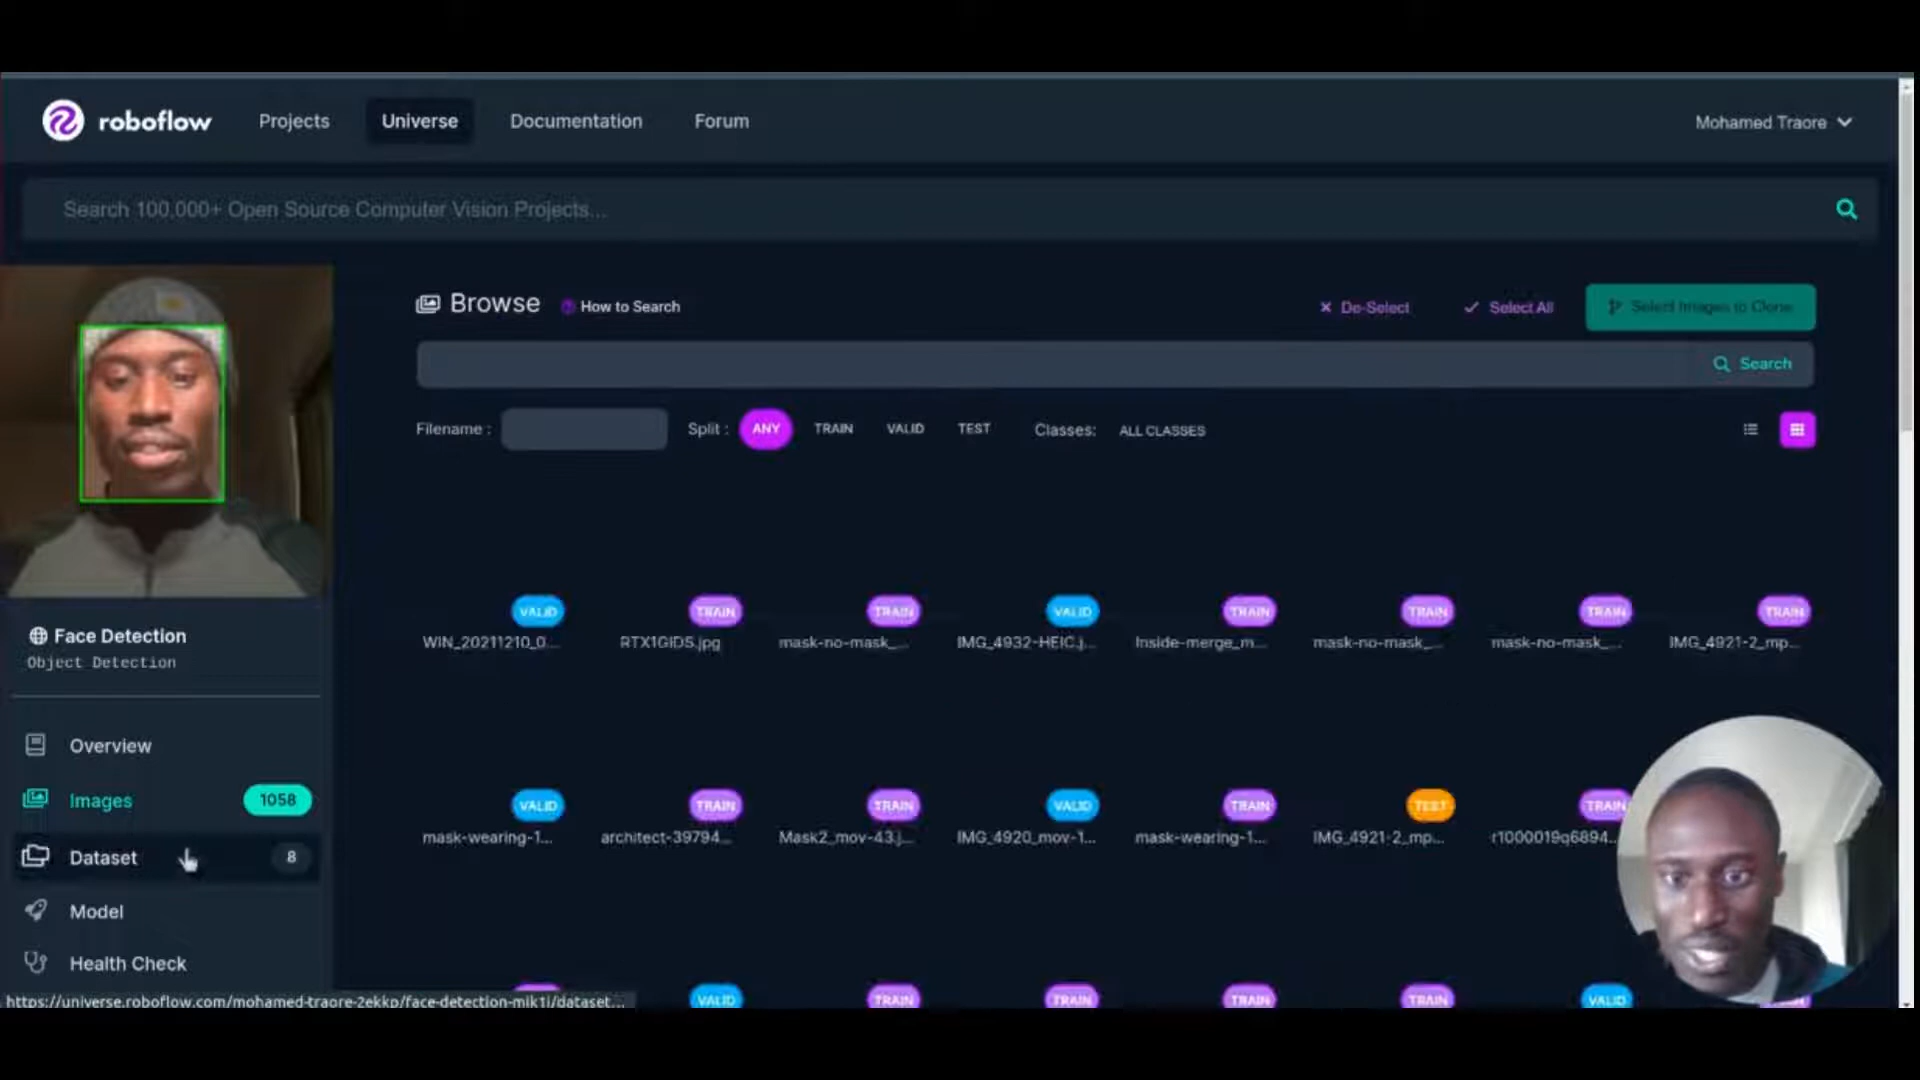 roboflow Projects Universe Documentation Forum Mohamed Traore
Search 100,000+ Open Source Computer Vision Projects...
Browse How to Search De-Select Select All Select Images to Clone
Search
Filename : Split : ANY TRAIN VALID TEST Classes: ALL CLASSES
VALID TRAIN TRAIN VALID TRAIN TRAIN TRAIN TRAIN
WIN_20211210_0... RTX1GIDS.jpg mask-no-mask_... IMG_4932-HEIC.j... Inside-merge_m... mask-no-mask_... mask-no-mask_... IMG_4921-2_mp...
Face Detection
Object Detection
Overview
Images 1058
Dataset 8
Model
Health Check
VALID TRAIN TRAIN VALID TRAIN TEST TRAIN
mask-wearing-1... architect-39794... Mask2_mov-43.j... IMG_4920_mov-1... mask-wearing-1... IMG_4921-2_mp... r1000019q6894...
VALID TRAIN TRAIN TRAIN TRAIN VALID
https://universe.roboflow.com/mohamed-traore-2ekkp/face-detection-mik1i/dataset...